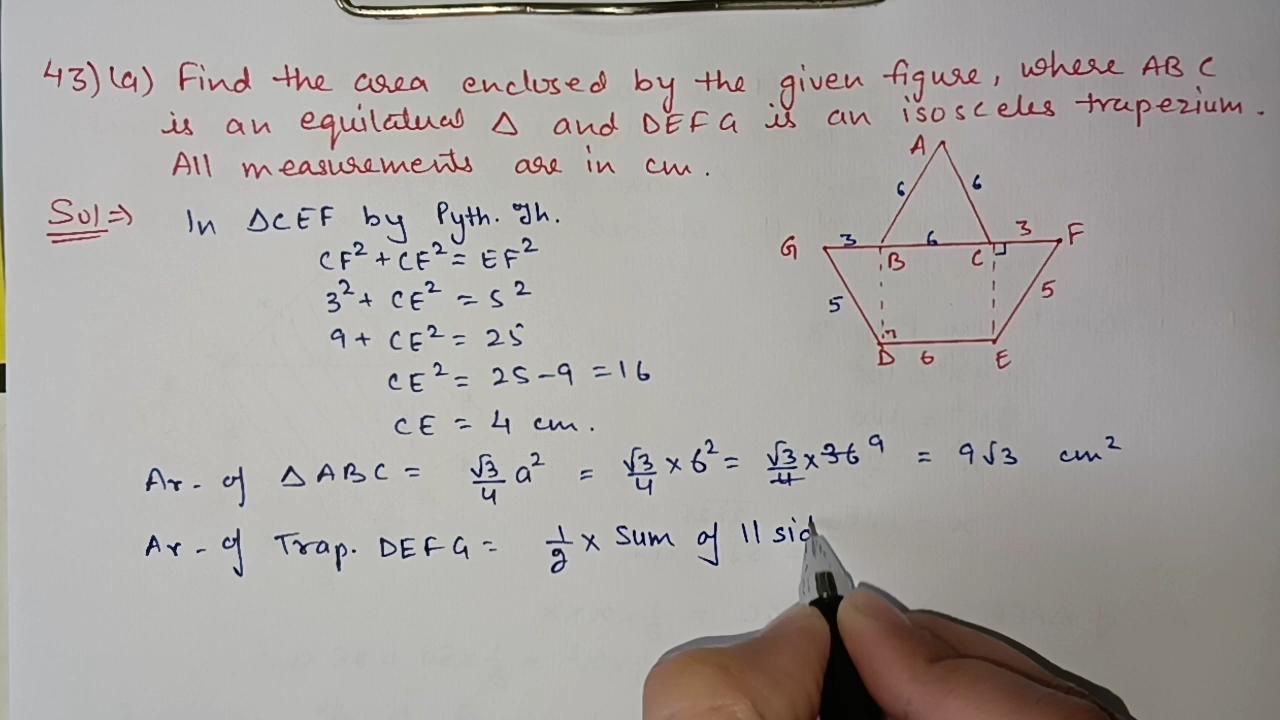 43)(a) Find the area enclosed by the given figure, where ABC
is an equilateral Δ and DEFG is an isosceles trapezium.
All measurements are in cm.
Sol⇒ In ΔCEF by Pyth. Th.
CF² + CE² = EF²
3² + CE² = 5²
9 + CE² = 25
CE² = 25 - 9 = 16
CE = 4 cm.
Ar. of ΔABC = √3/4 a² = √3/4 × 6² = √3/4 × 36 9 = 9√3 cm²
Ar. of Trap. DEFG = 1/2 × Sum of || sid
A
6 6
G 3 B 6 C 3 F
5 5
D 6 E